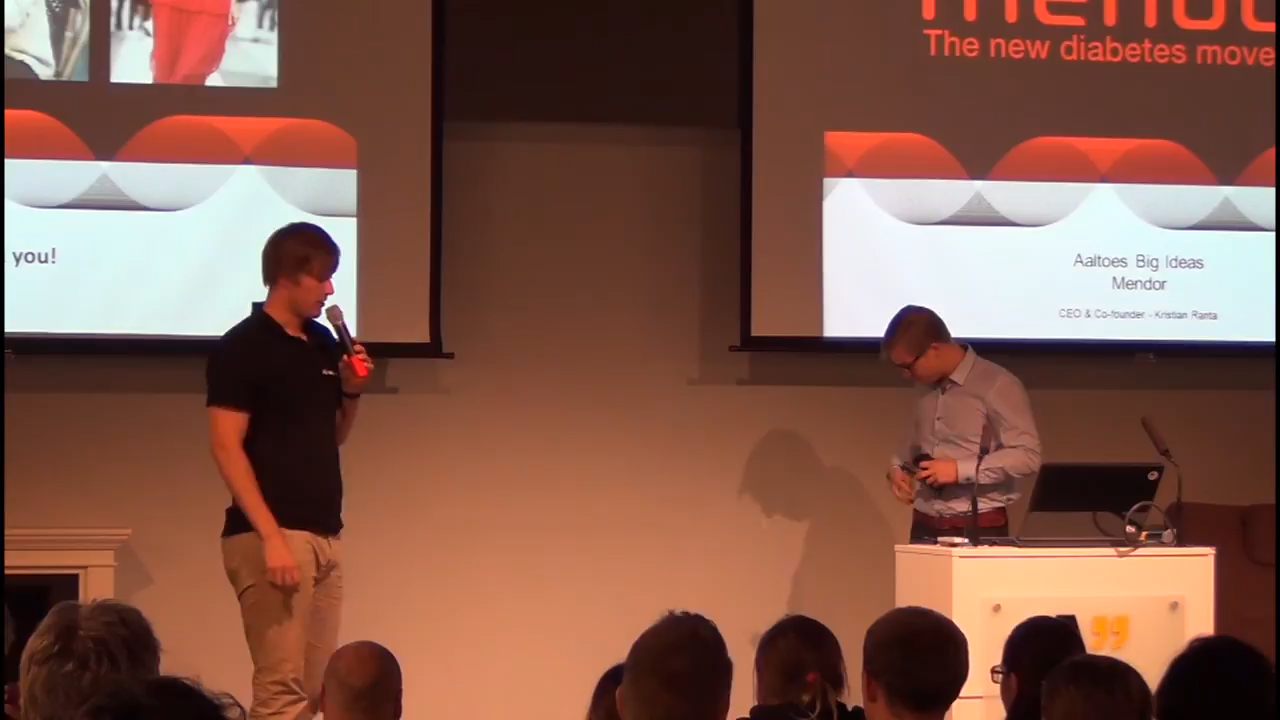 you!
The new diabetes move
Aaltoes Big Ideas
Mendor
CEO & Co-founder - Kristian Ranta